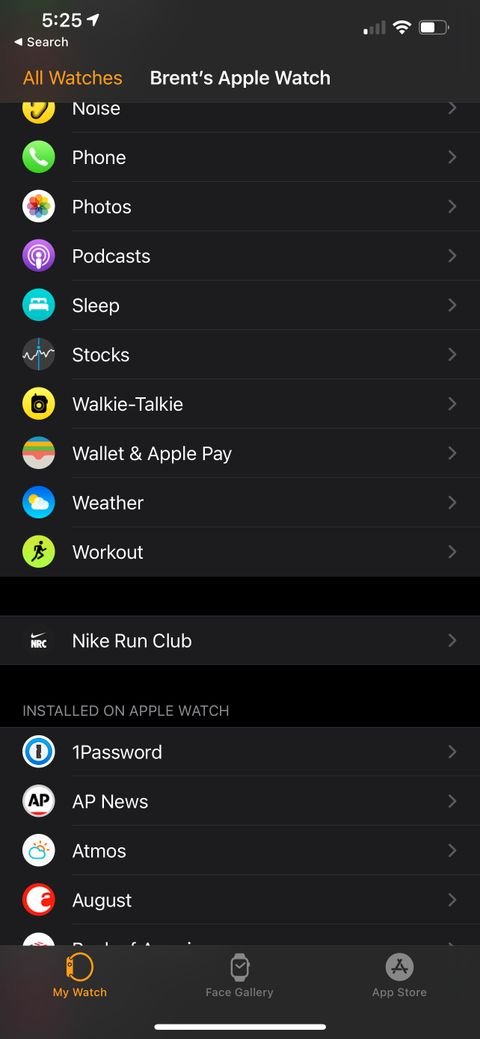 5:25
Search
All Watches Brent's Apple Watch
Noise
Phone
Photos
Podcasts
Sleep
Stocks
Walkie-Talkie
Wallet & Apple Pay
Weather
Workout
NRC Nike Run Club
INSTALLED ON APPLE WATCH
1Password
AP AP News
Atmos
a August
My Watch Face Gallery App Store